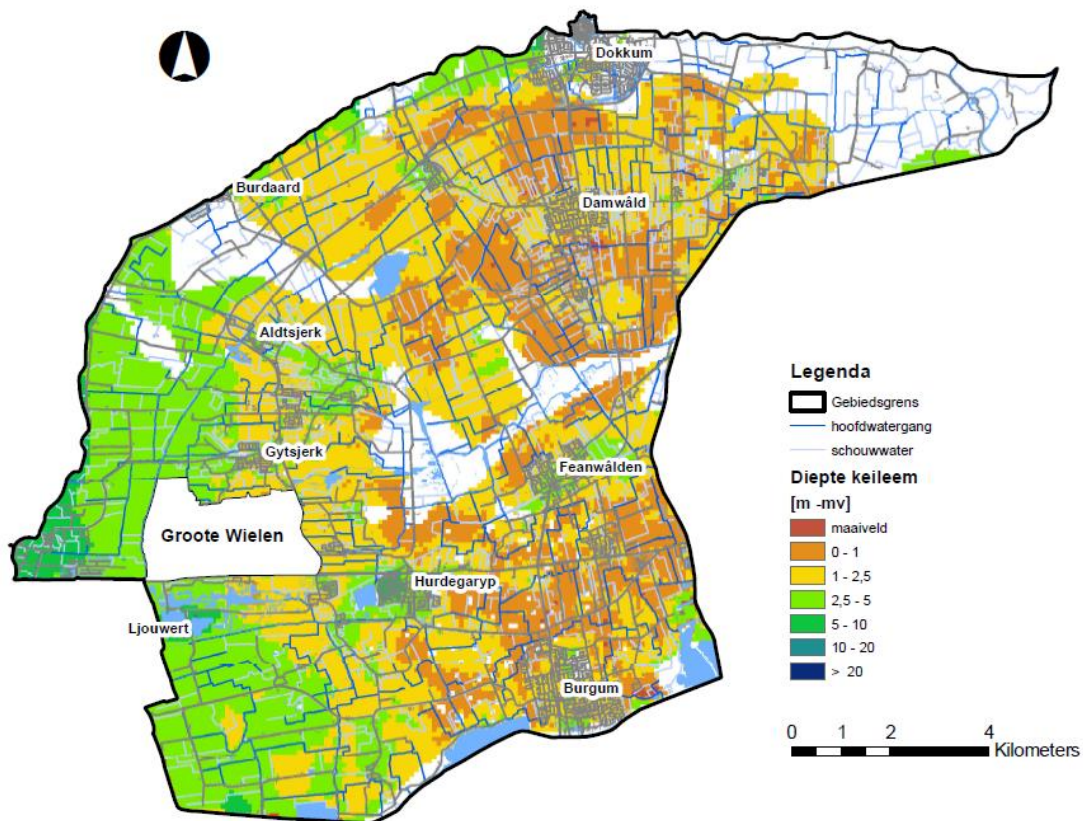 Dokkum
Burdaard
Damwâld
Aldtsjerk
Gytsjerk
Feanwâlden
Groote Wielen
Hurdegaryp
Ljouwert
Burgum
Legenda
Gebiedsgrens
hoofdwatergang
schouwwater
Diepte keileem
[m -mv]
maaiveld
0 - 1
1 - 2,5
2,5 - 5
5 - 10
10 - 20
> 20
0 1 2 4
Kilometers